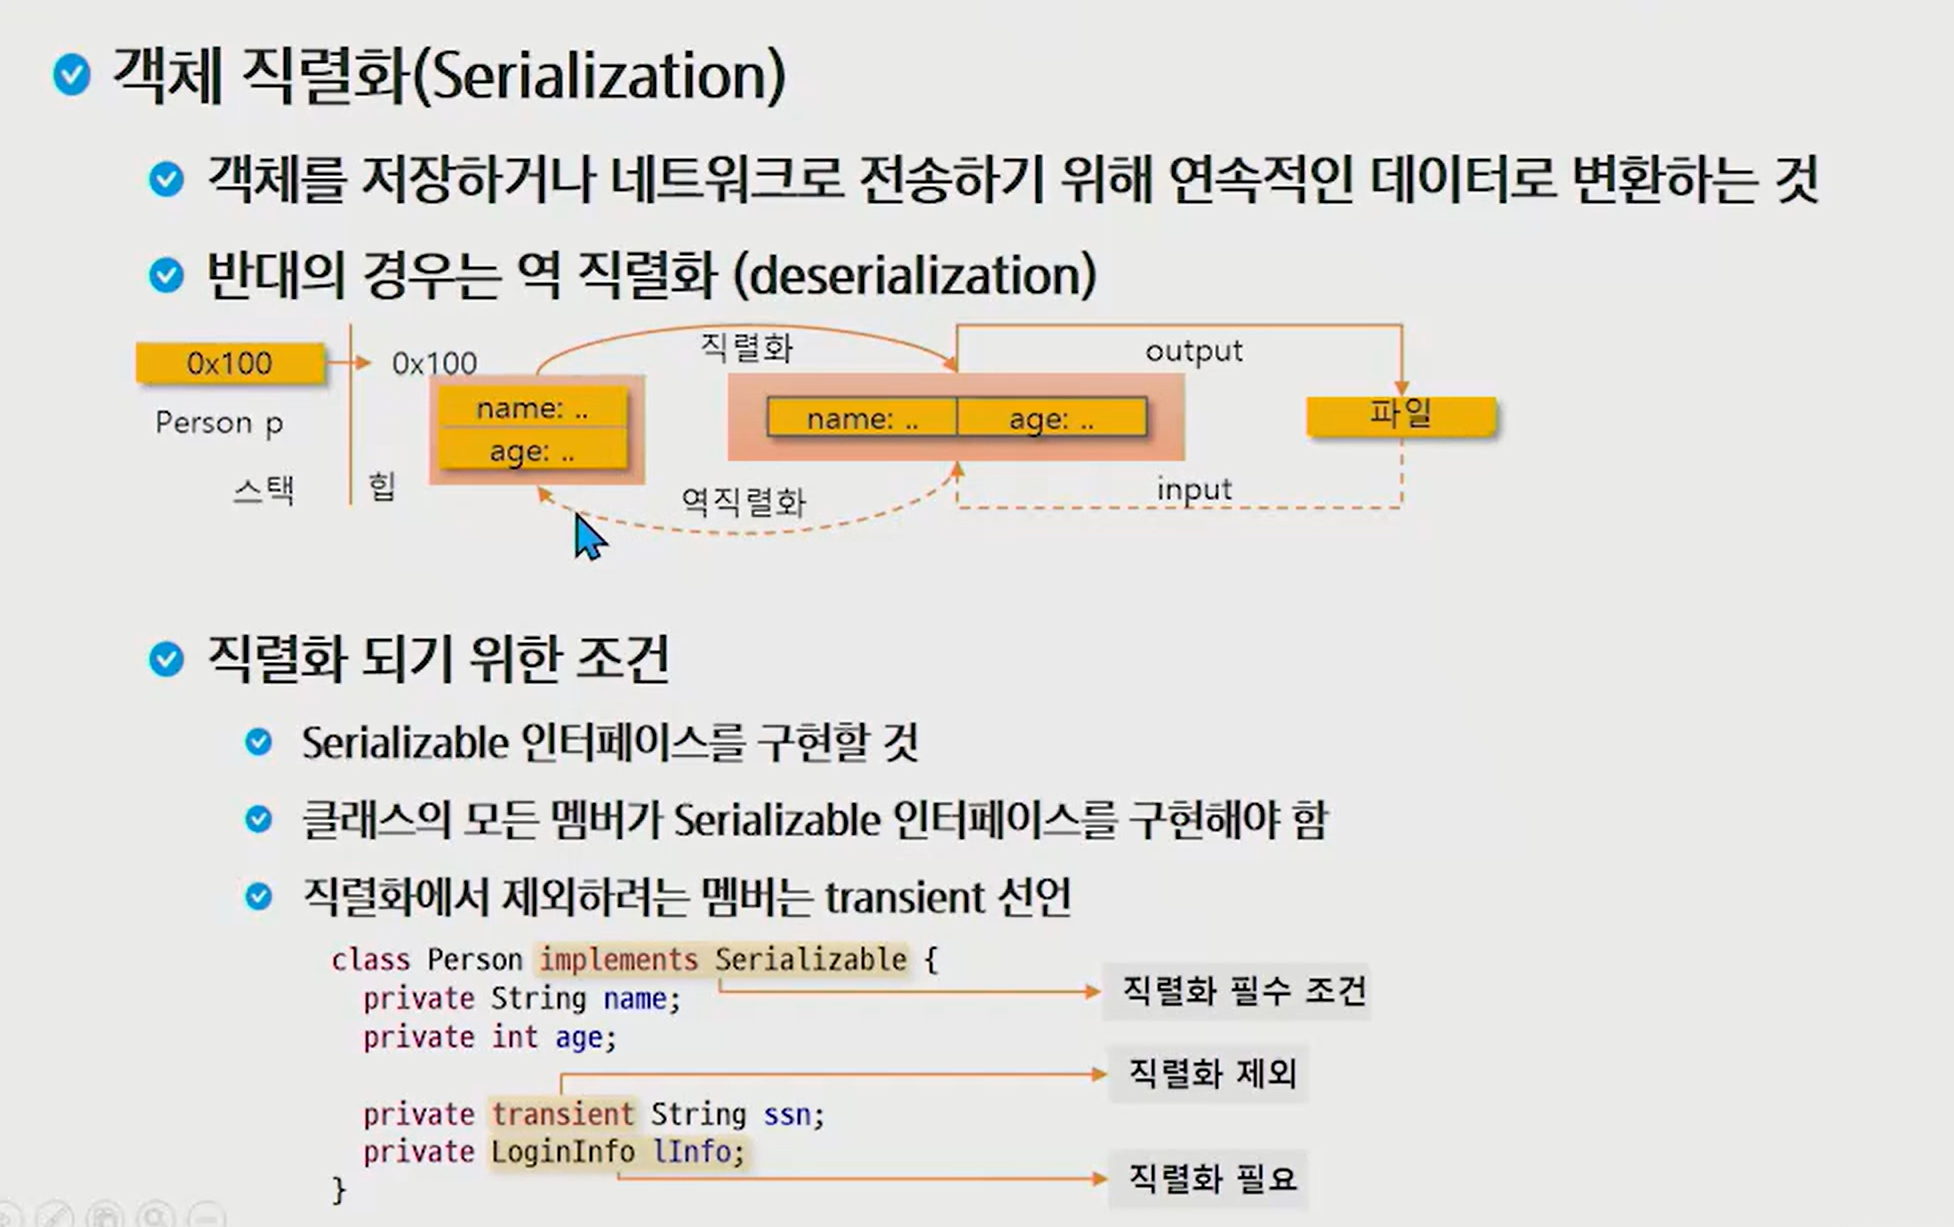 객체 직렬화(Serialization)
객체를 저장하거나 네트워크로 전송하기 위해 연속적인 데이터로 변환하는 것
반대의 경우는 역 직렬화 (deserialization)
0x100
0x100
직렬화
output
name: ..
age: ..
name: ..
age: ..
파일
Person p
스택
힙
역직렬화
input
직렬화 되기 위한 조건
Serializable 인터페이스를 구현할 것
클래스의 모든 멤버가 Serializable 인터페이스를 구현해야 함
직렬화에서 제외하려는 멤버는 transient 선언
class Person implements Serializable {
직렬화 필수 조건
private String name;
private int age;
직렬화 제외
private transient String ssn;
private LoginInfo lInfo;
직렬화 필요
}